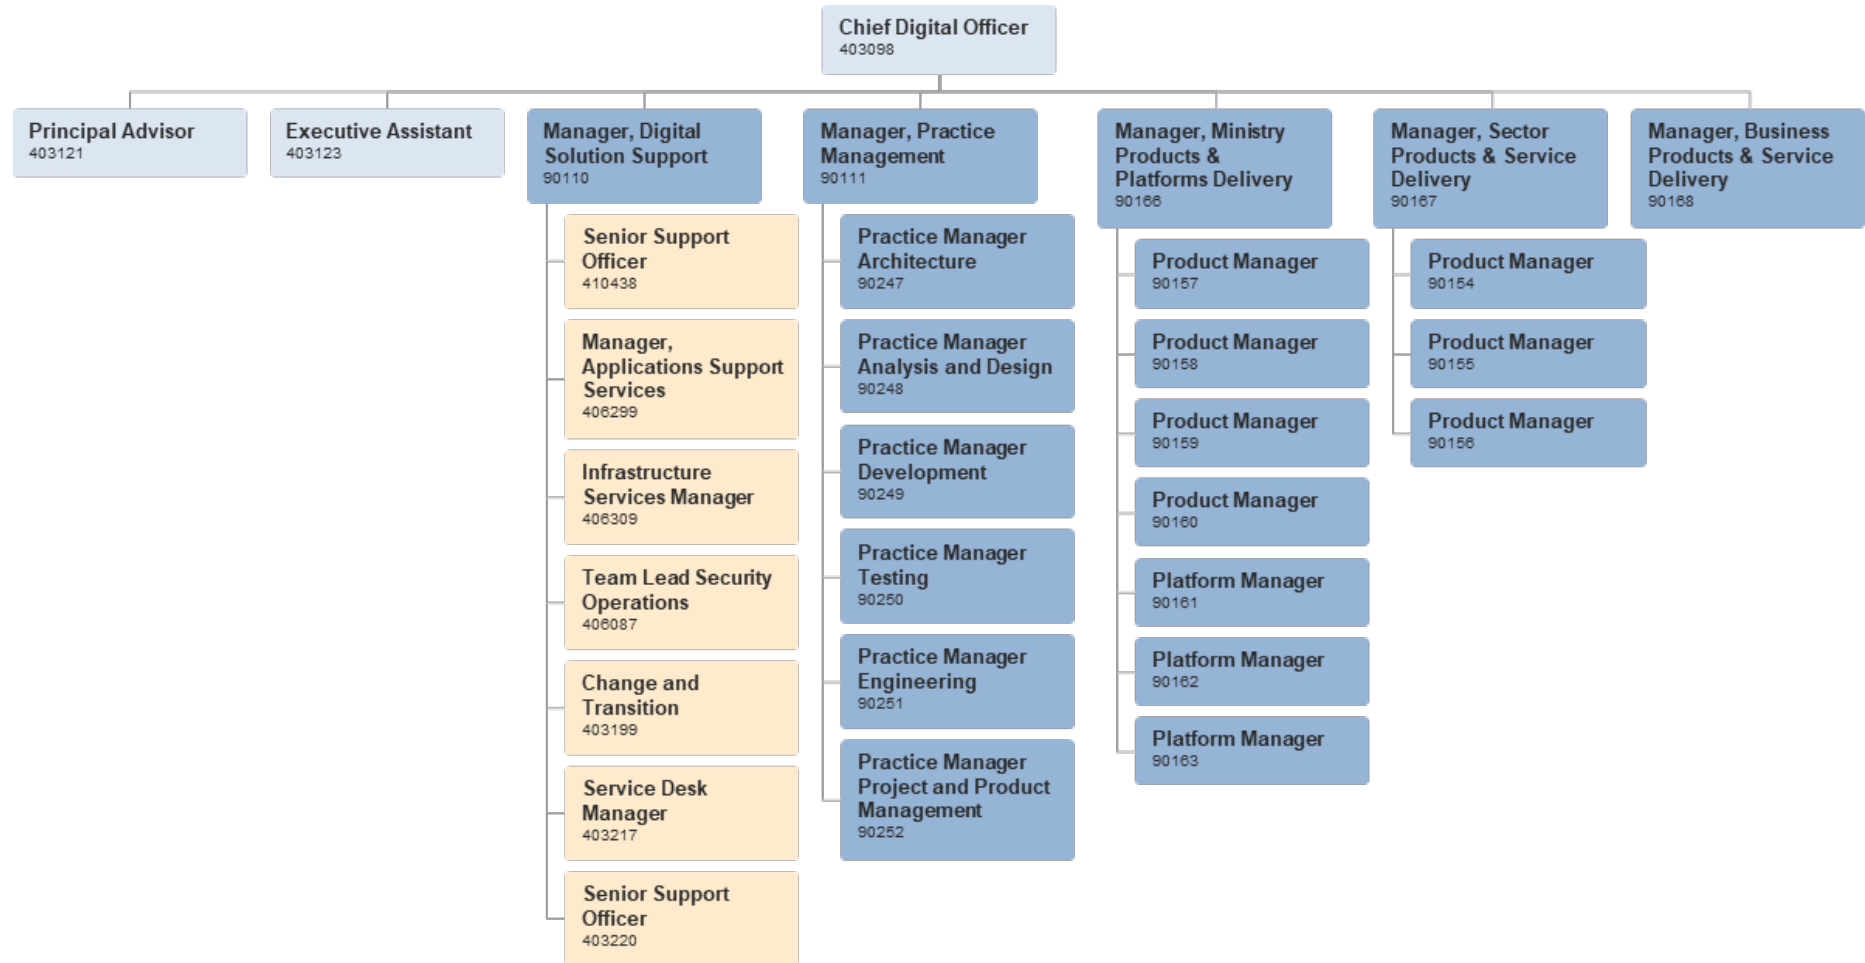 Chief Digital Officer
403098
Principal Advisor
403121
Executive Assistant
403123
Manager, Digital
Solution Support
90110
Manager, Practice
Management
90111
Manager, Ministry
Products &
Platforms Delivery
90166
Manager, Sector
Products & Service
Delivery
90167
Manager, Business
Products & Service
Delivery
90168
Senior Support
Officer
410438
Manager,
Applications Support
Services
406299
Infrastructure
Services Manager
406309
Team Lead Security
Operations
406087
Change and
Transition
403199
Service Desk
Manager
403217
Senior Support
Officer
403220
Practice Manager
Architecture
90247
Practice Manager
Analysis and Design
90248
Practice Manager
Development
90249
Practice Manager
Testing
90250
Practice Manager
Engineering
90251
Practice Manager
Project and Product
Management
90252
Product Manager
90157
Product Manager
90158
Product Manager
90159
Product Manager
90160
Platform Manager
90161
Platform Manager
90162
Platform Manager
90163
Product Manager
90154
Product Manager
90155
Product Manager
90156